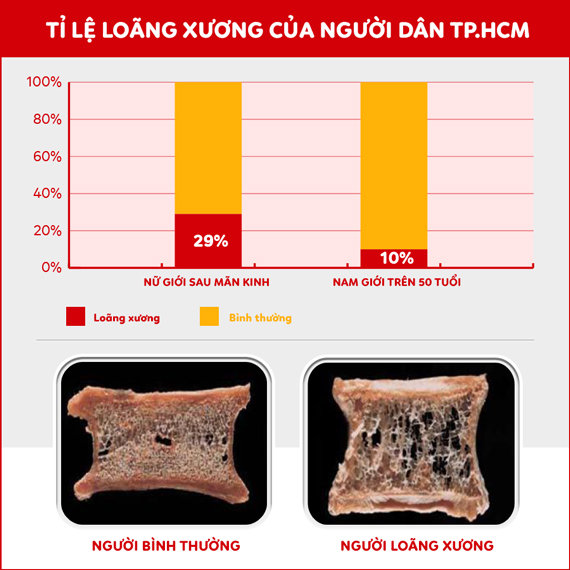 TỈ LỆ LOÃNG XƯƠNG CỦA NGƯỜI DÂN TP.HCM
100%
80%
60%
40%
20%
0%
29%
10%
NỮ GIỚI SAU MÃN KINH
NAM GIỚI TRÊN 50 TUỔI
Loãng xương
Bình thường
NGƯỜI BÌNH THƯỜNG
NGƯỜI LOÃNG XƯƠNG